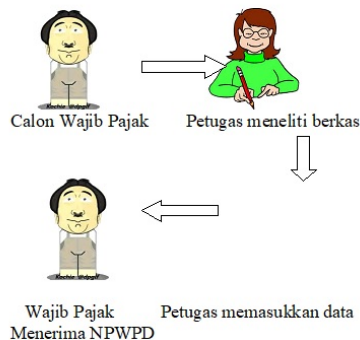 Calon Wajib Pajak Petugas meneliti berkas
Wajib Pajak Petugas memasukkan data
Menerima NPWPD